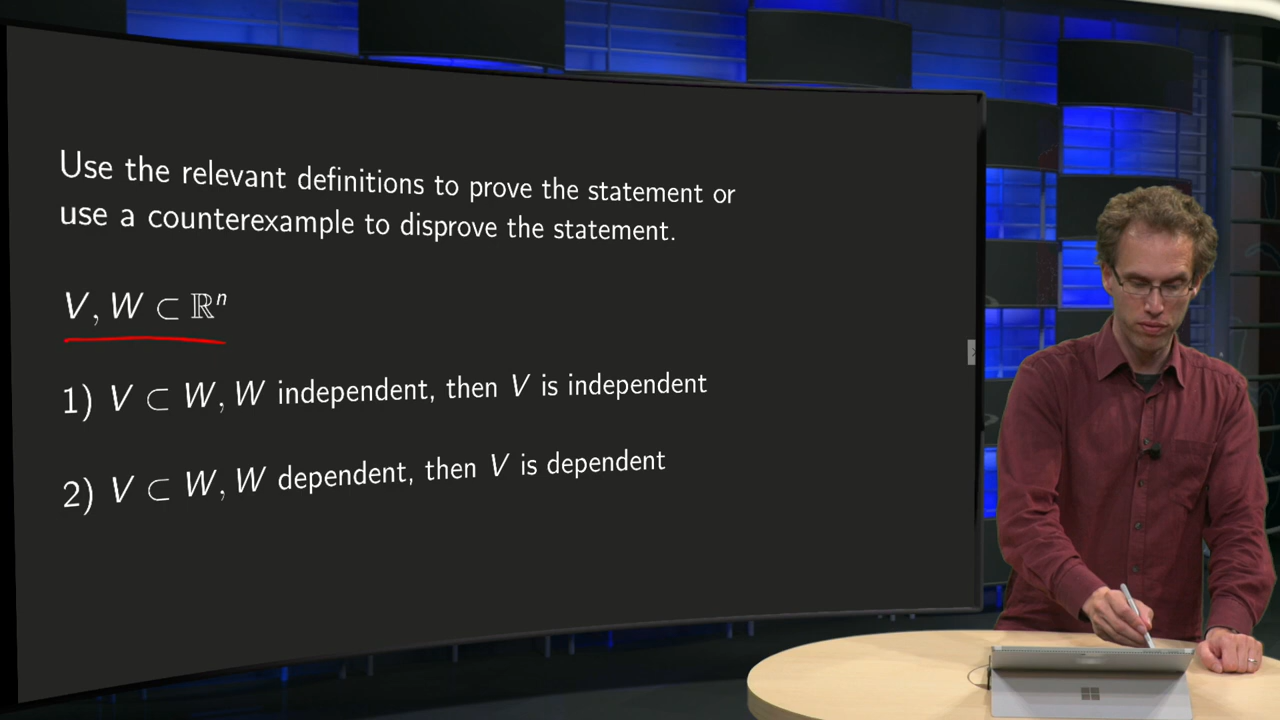 Use the relevant definitions to prove the statement or
use a counterexample to disprove the statement.
V, W ⊂ ℝⁿ
1) V ⊂ W, W independent, then V is independent
2) V ⊂ W, W dependent, then V is dependent